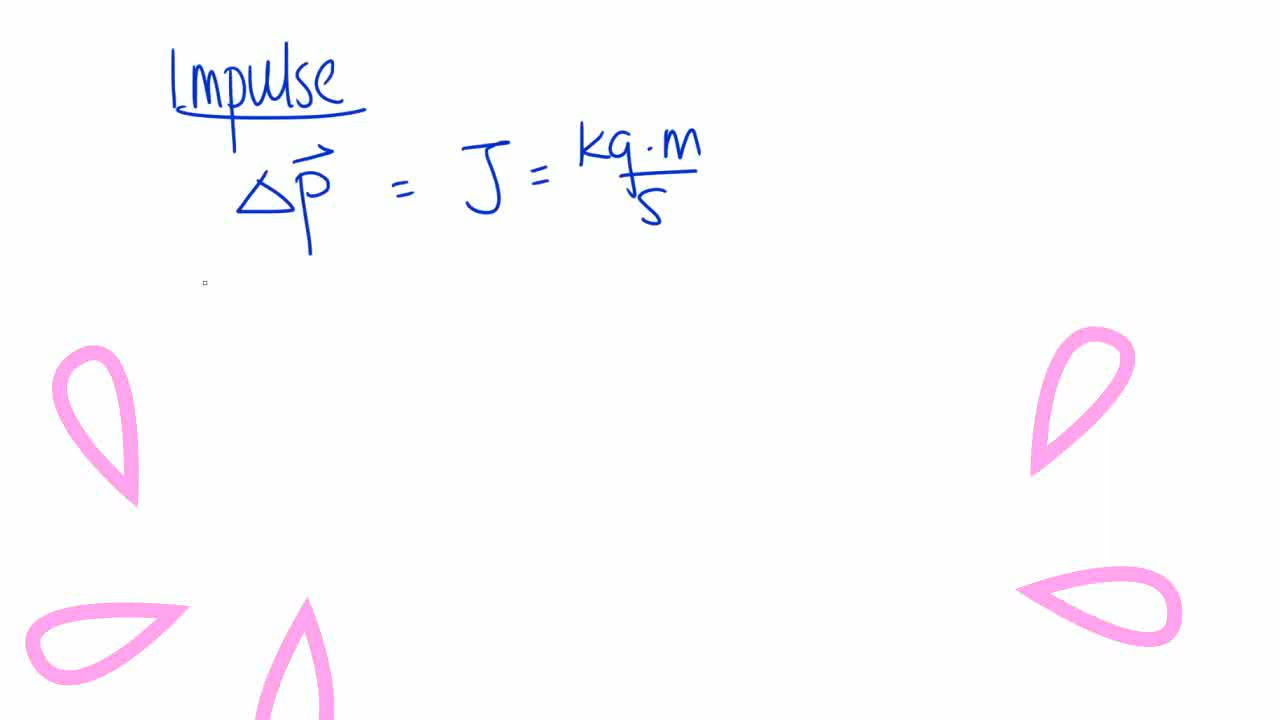 Impulse
Δp⃗ = J = kg·m/s